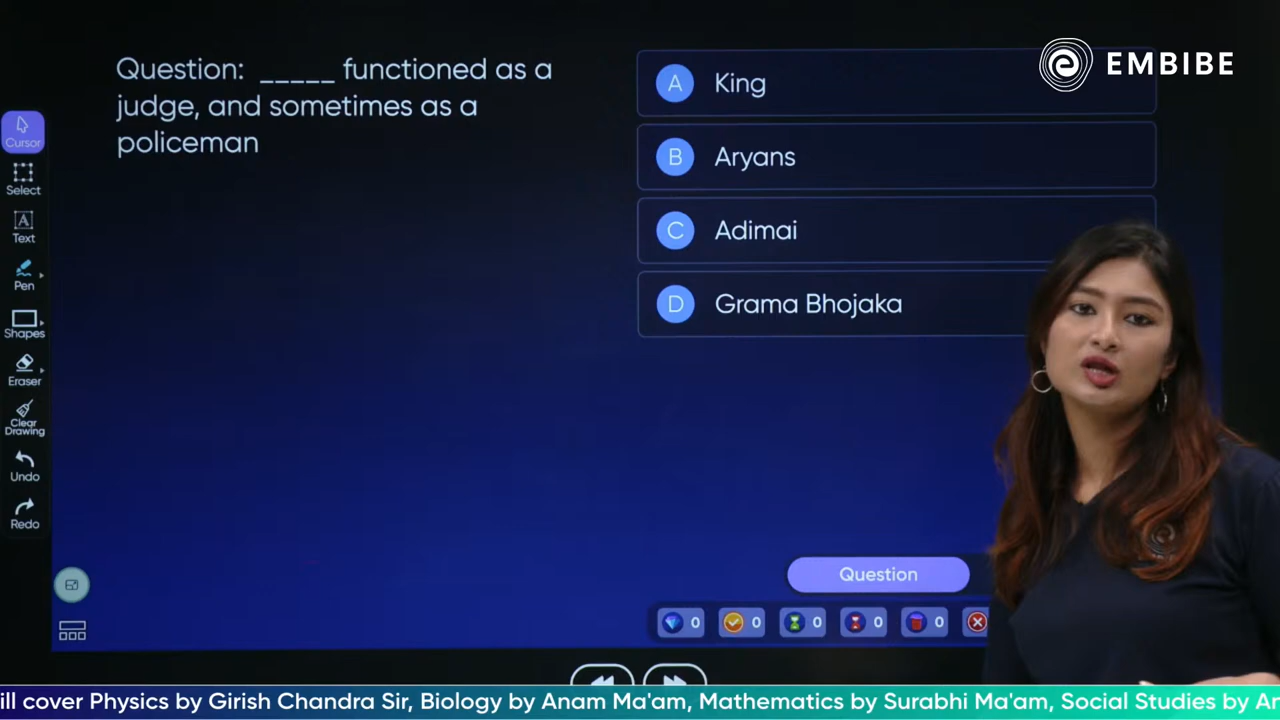 EMBIBE
Question: _____ functioned as a
judge, and sometimes as a
policeman
A King
B Aryans
C Adimai
D Grama Bhojaka
Cursor
Select
Text
Pen
Shapes
Eraser
Clear
Drawing
Undo
Redo
Question
0 0 0 0 0
ill cover Physics by Girish Chandra Sir, Biology by Anam Ma'am, Mathematics by Surabhi Ma'am, Social Studies by